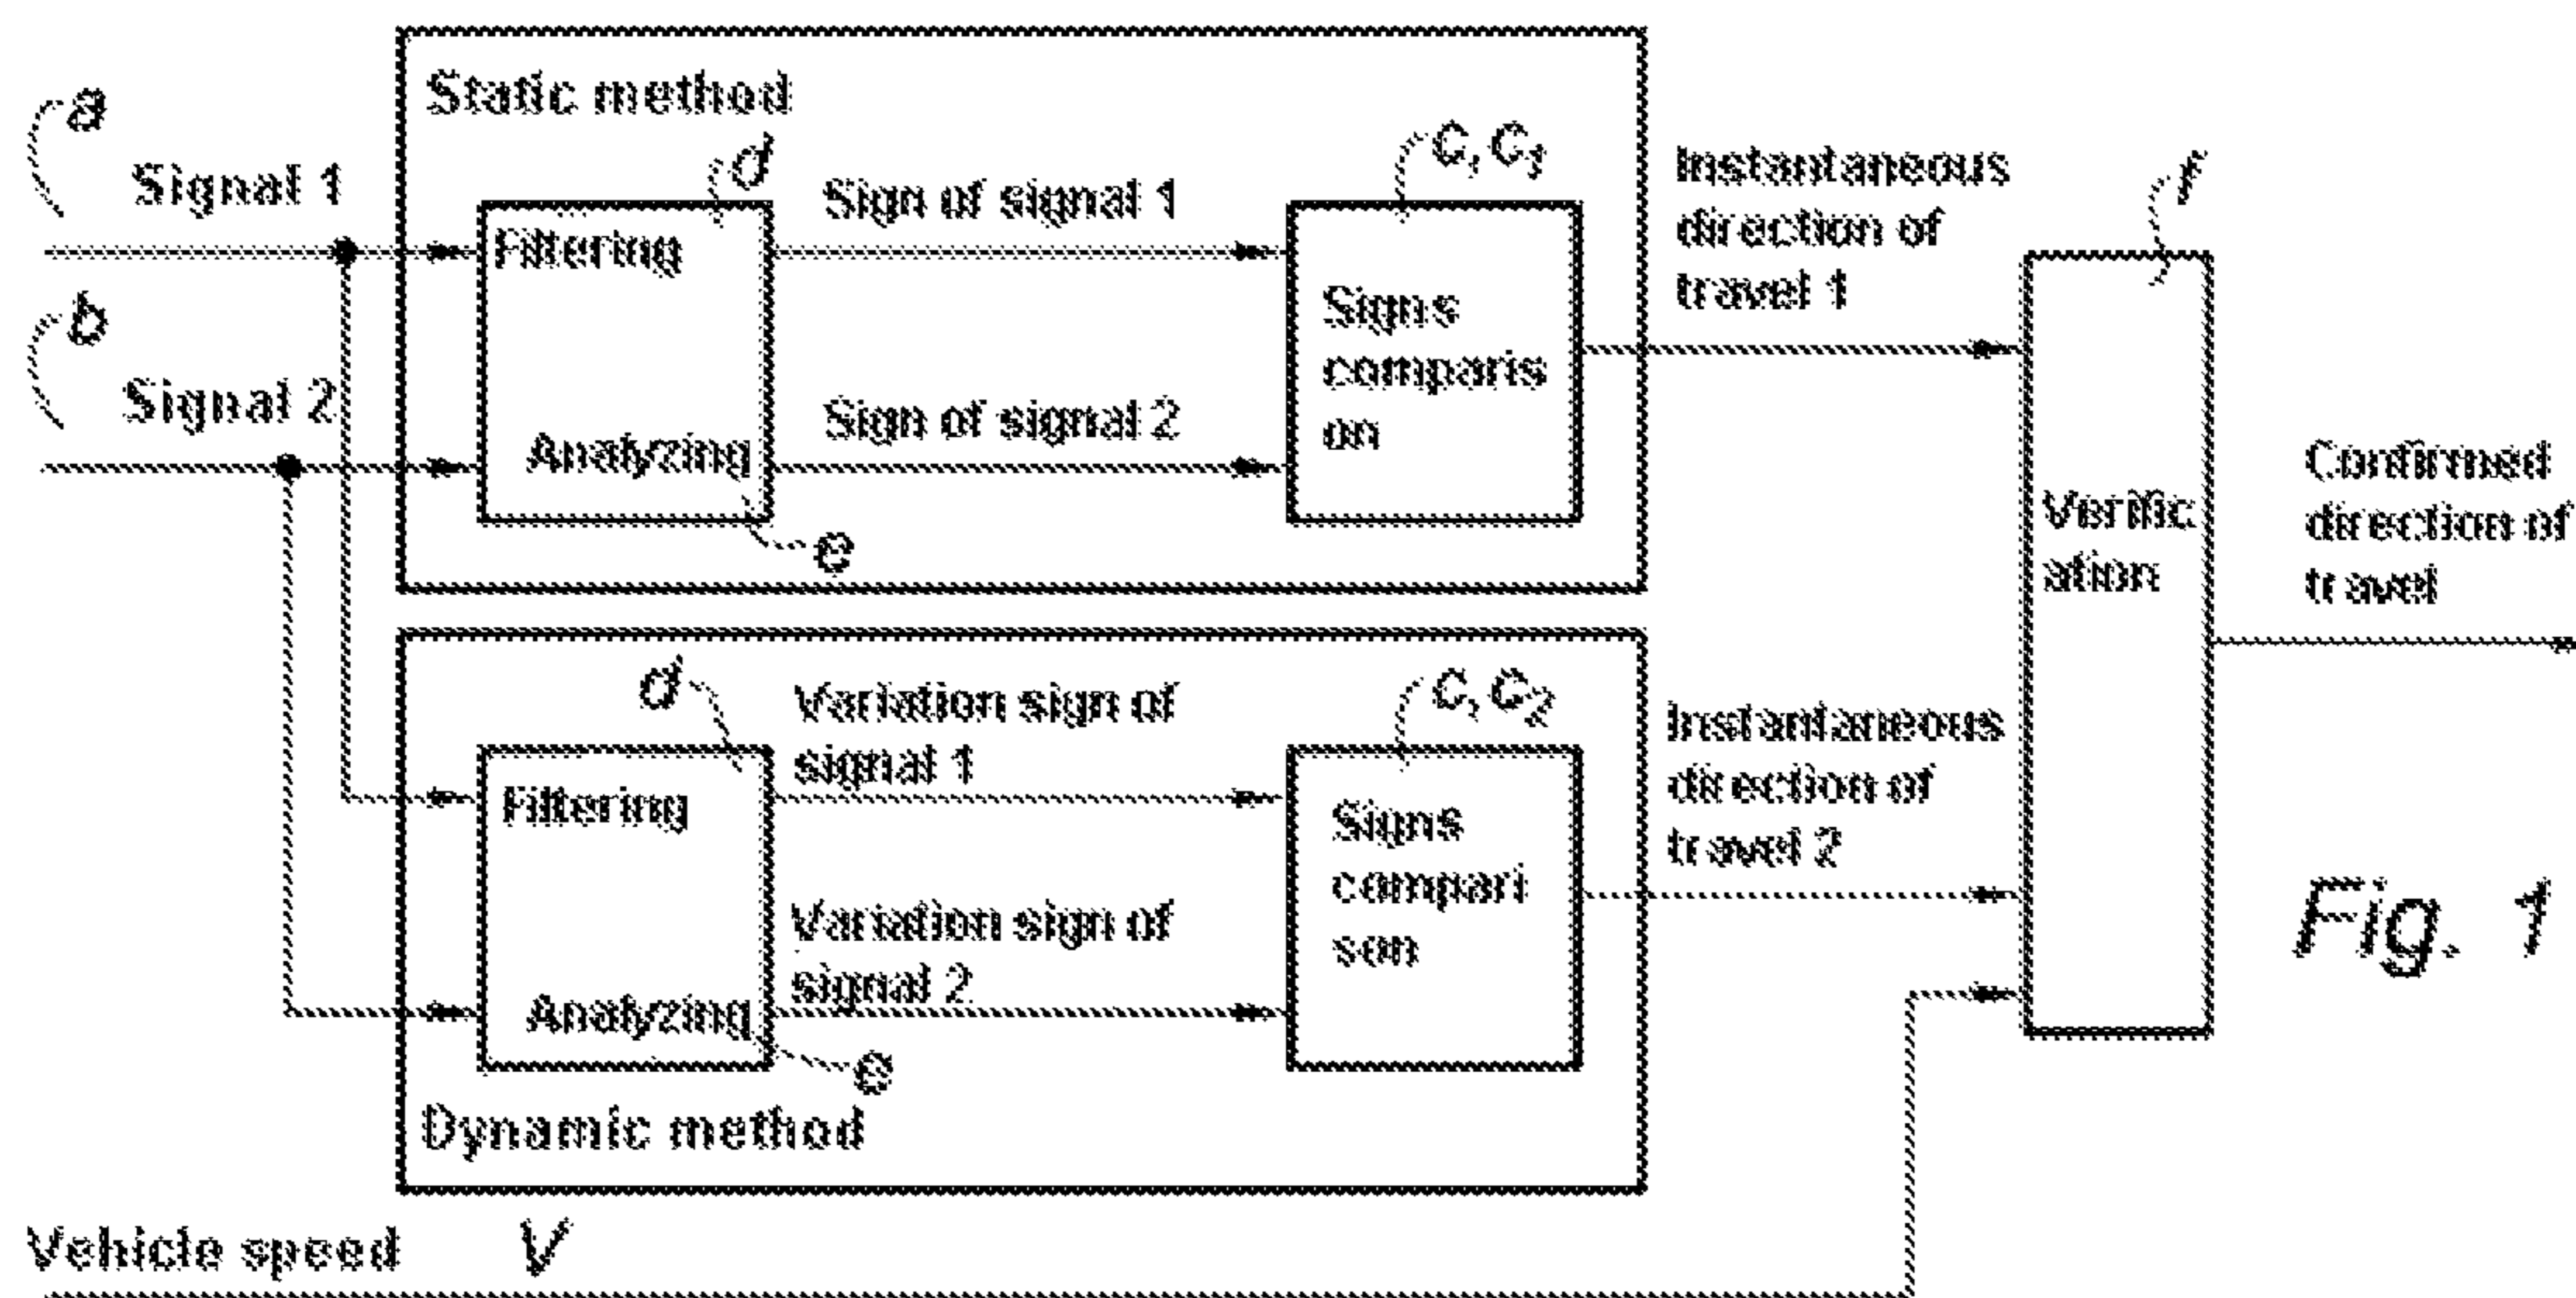 Static method
a
Signal 1
d
Filtering
Analyzing
e
Sign of signal 1
Sign of signal 2
c, c1
Signs
comparis
on
Instantaneous
direction of
travel 1
f
b
Signal 2
Verific
ation
Confirmed
direction of
travel
d
Filtering
Analyzing
e
Variation sign of
signal 1
Variation sign of
signal 2
c, c2
Signs
compari
son
Instantaneous
direction of
travel 2
Dynamic method
Vehicle speed V
Fig. 1